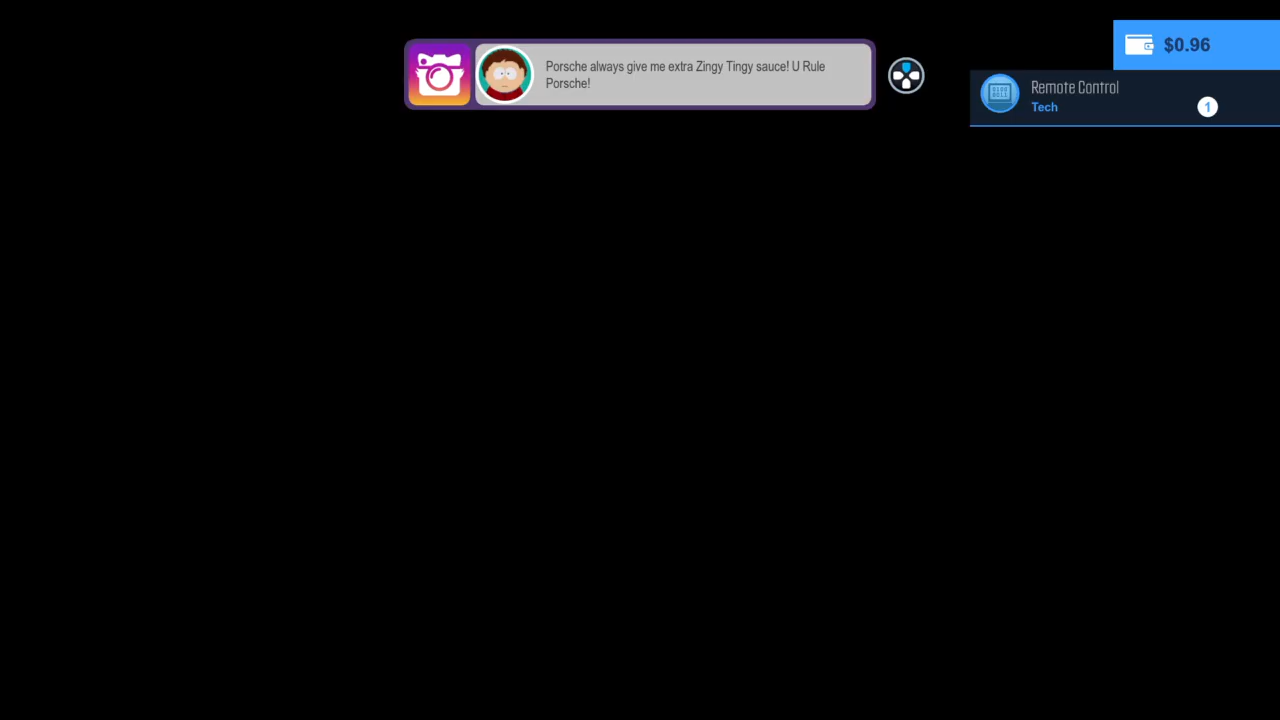 Porsche always give me extra Zingy Tingy sauce! U Rule
Porsche!
$0.96
Remote Control
Tech
1